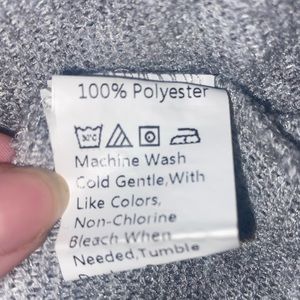 100% Polyester
Machine Wash
Cold Gentle,With
Like Colors,
Non-Chlorine
Bleach When
Needed,Tumble